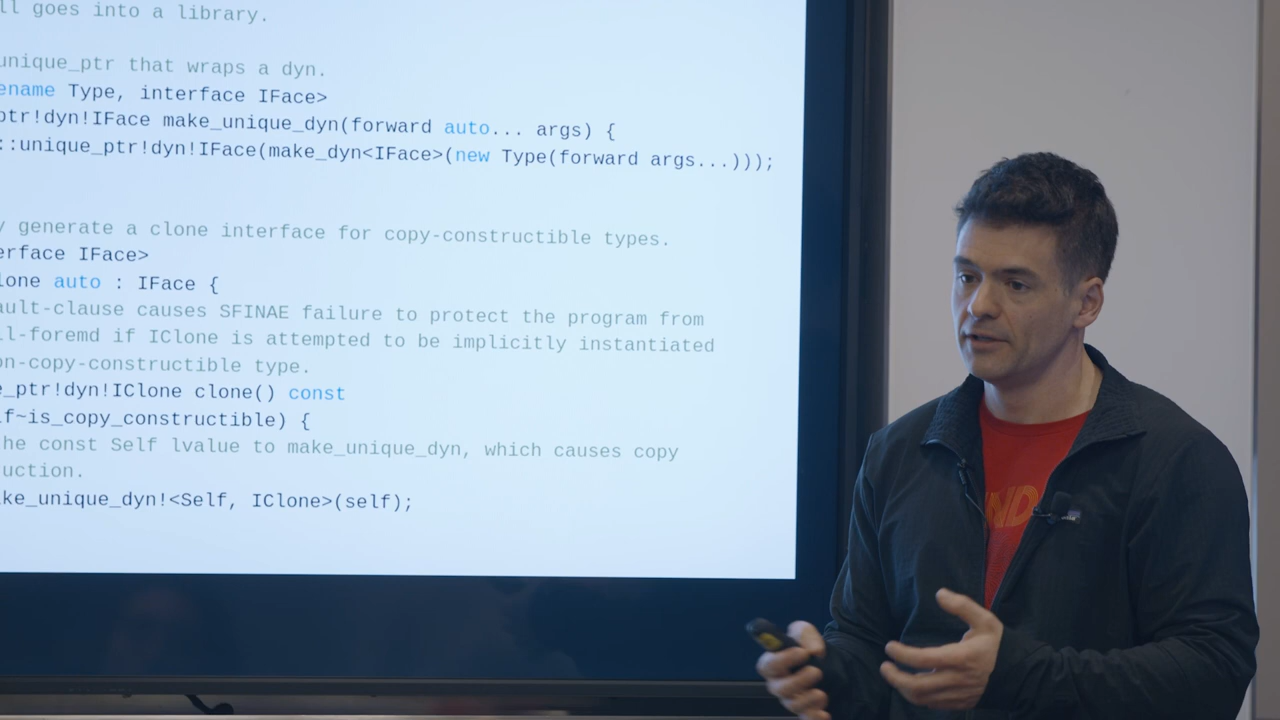 ll goes into a library.
unique_ptr that wraps a dyn.
ename Type, interface IFace>
ptr!dyn!IFace make_unique_dyn(forward auto... args) {
::unique_ptr!dyn!IFace(make_dyn<IFace>(new Type(forward args...)));
y generate a clone interface for copy-constructible types.
erface IFace>
lone auto : IFace {
ault-clause causes SFINAE failure to protect the program from
ll-foremd if IClone is attempted to be implicitly instantiated
on-copy-constructible type.
e_ptr!dyn!IClone clone() const
lf~is_copy_constructible) {
he const Self lvalue to make_unique_dyn, which causes copy
uction.
ke_unique_dyn!<Self, IClone>(self);